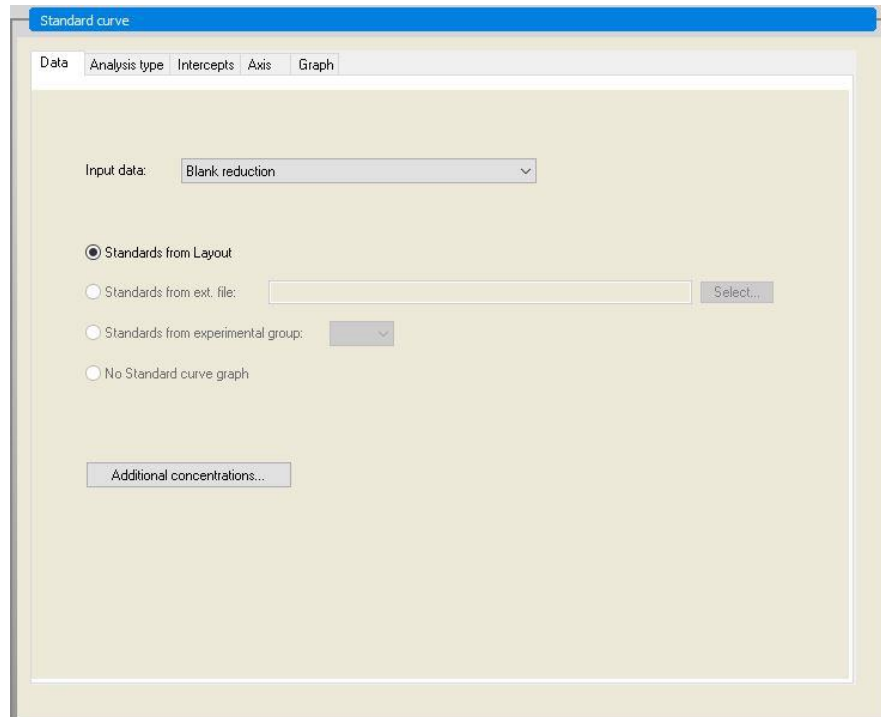 Standard curve
Data Analysis type Intercepts Axis Graph
Input data: Blank reduction
Standards from Layout
Standards from ext. file: Select...
Standards from experimental group:
No Standard curve graph
Additional concentrations...